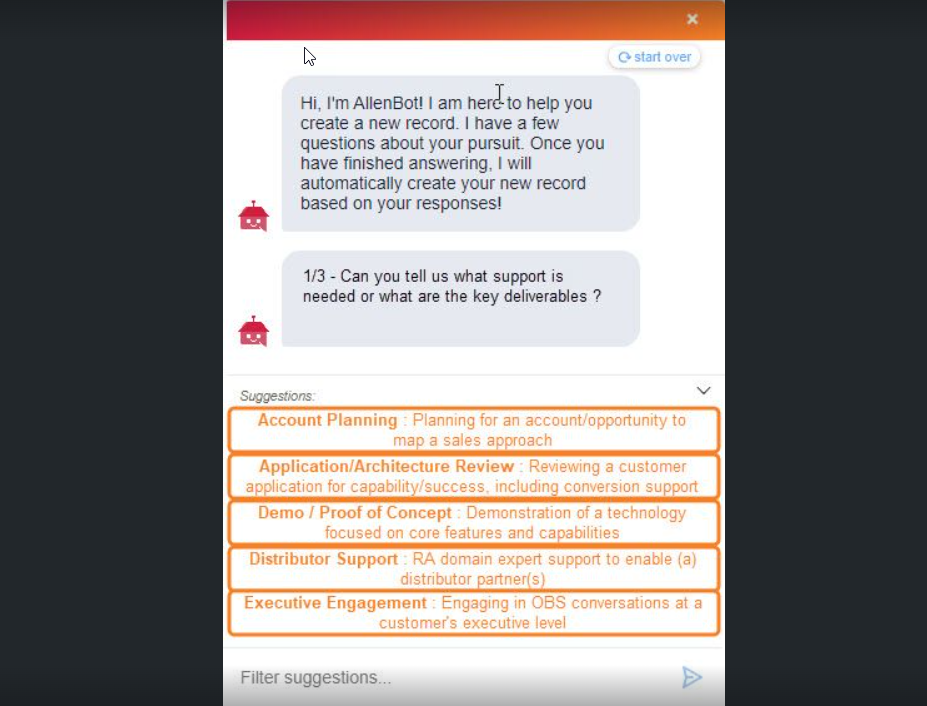 start over
Hi, I'm AllenBot! I am here to help you
create a new record. I have a few
questions about your pursuit. Once you
have finished answering, I will
automatically create your new record
based on your responses!
1/3 - Can you tell us what support is
needed or what are the key deliverables ?
Suggestions:
Account Planning : Planning for an account/opportunity to
map a sales approach
Application/Architecture Review : Reviewing a customer
application for capability/success, including conversion support
Demo / Proof of Concept : Demonstration of a technology
focused on core features and capabilities
Distributor Support : RA domain expert support to enable (a)
distributor partner(s)
Executive Engagement : Engaging in OBS conversations at a
customer's executive level
Filter suggestions...